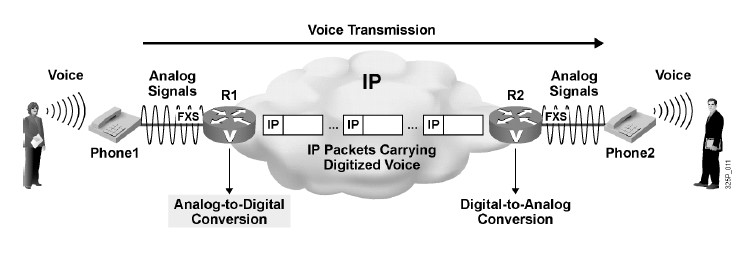 Voice Transmission
Voice
Analog
Signals
FXS
R1
V
Phone1
IP
IP
...
IP
...
IP
IP Packets Carrying
Digitized Voice
R2
V
FXS
Analog
Signals
Voice
Phone2
Analog-to-Digital
Conversion
Digital-to-Analog
Conversion
325P_011